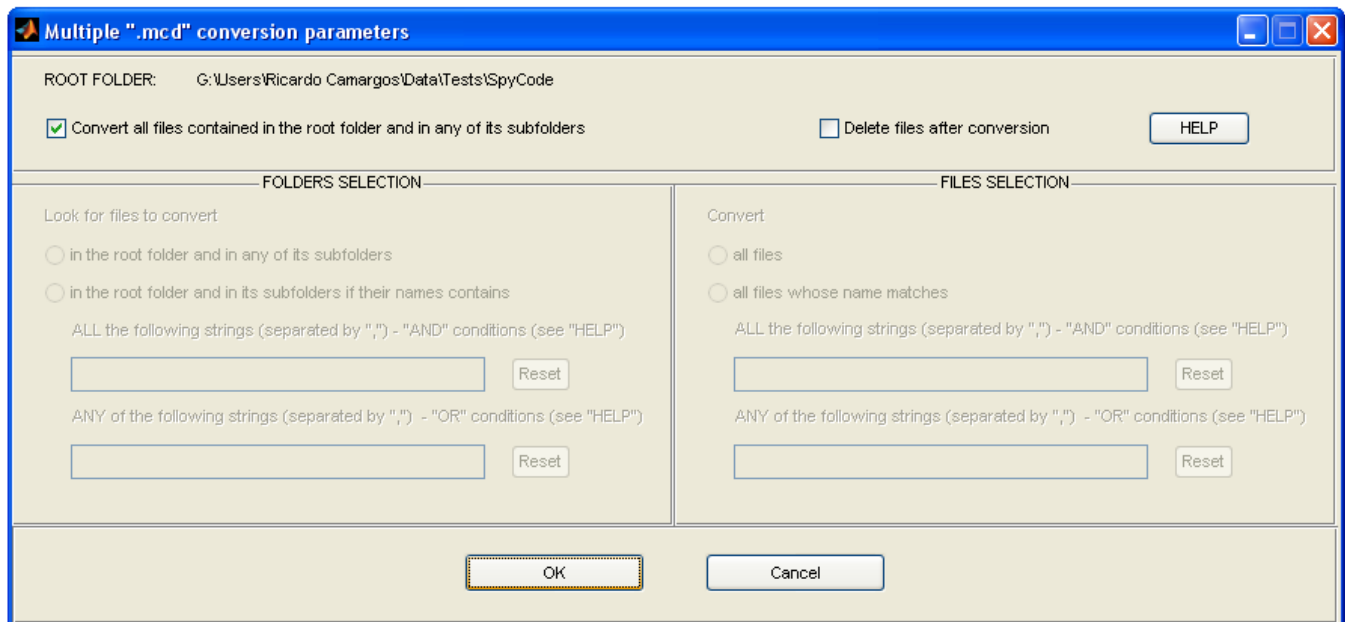 Multiple ".mcd" conversion parameters
ROOT FOLDER: G:\Users\Ricardo Camargos\Data\Tests\SpyCode
Convert all files contained in the root folder and in any of its subfolders
Delete files after conversion
HELP
FOLDERS SELECTION
Look for files to convert
in the root folder and in any of its subfolders
in the root folder and in its subfolders if their names contains
ALL the following strings (separated by ",") - "AND" conditions (see "HELP")
Reset
ANY of the following strings (separated by ",") - "OR" conditions (see "HELP")
Reset
FILES SELECTION
Convert
all files
all files whose name matches
ALL the following strings (separated by ",") - "AND" conditions (see "HELP")
Reset
ANY of the following strings (separated by ",") - "OR" conditions (see "HELP")
Reset
OK
Cancel